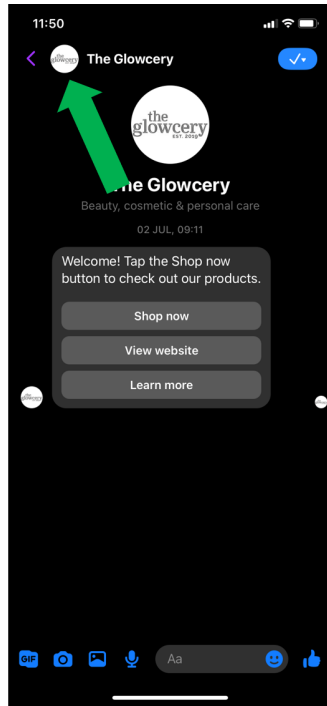 11:50
the glowcery
The Glowcery
the
glowcery
EST. 2019
The Glowcery
Beauty, cosmetic & personal care
02 JUL, 09:11
Welcome! Tap the Shop now
button to check out our products.
Shop now
View website
Learn more
GIF
Aa